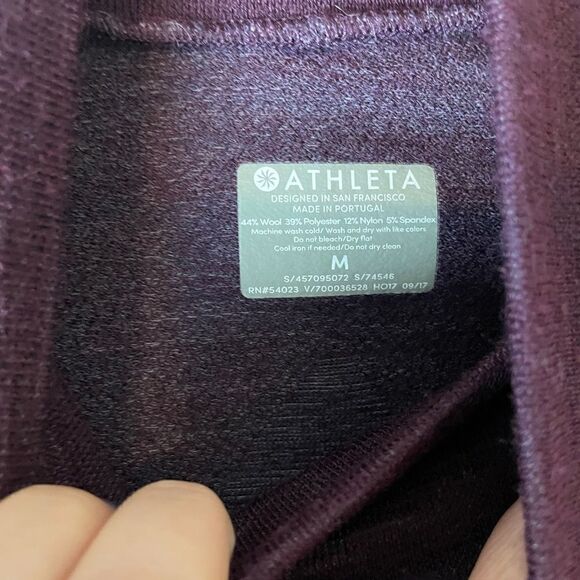 ATHLETA
DESIGNED IN SAN FRANCISCO
MADE IN PORTUGAL
44% Wool 39% Polyester 12% Nylon 5% Spandex
Machine wash cold/ Wash and dry with like colors
Do not bleach/Dry flat
Cool iron if needed/Do not dry clean
M
S/457095072 S/74546
RN#54023 V/700036528 HO17 09/17